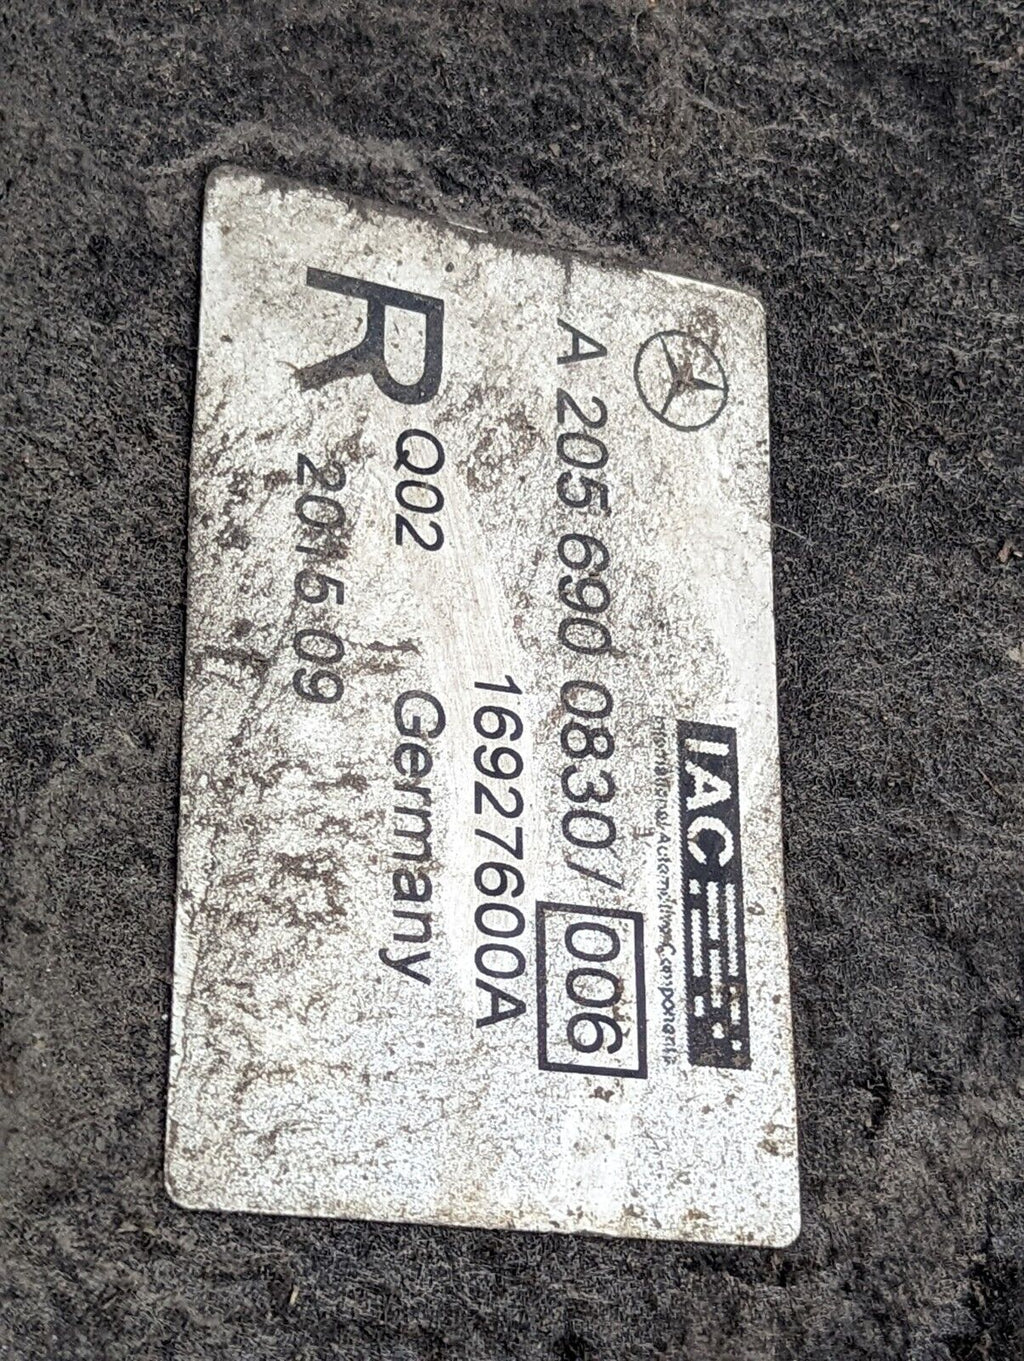 IAC
International Automotive Components
A 205 690 0830/006
16927600A
R Q02 Germany
2015 09